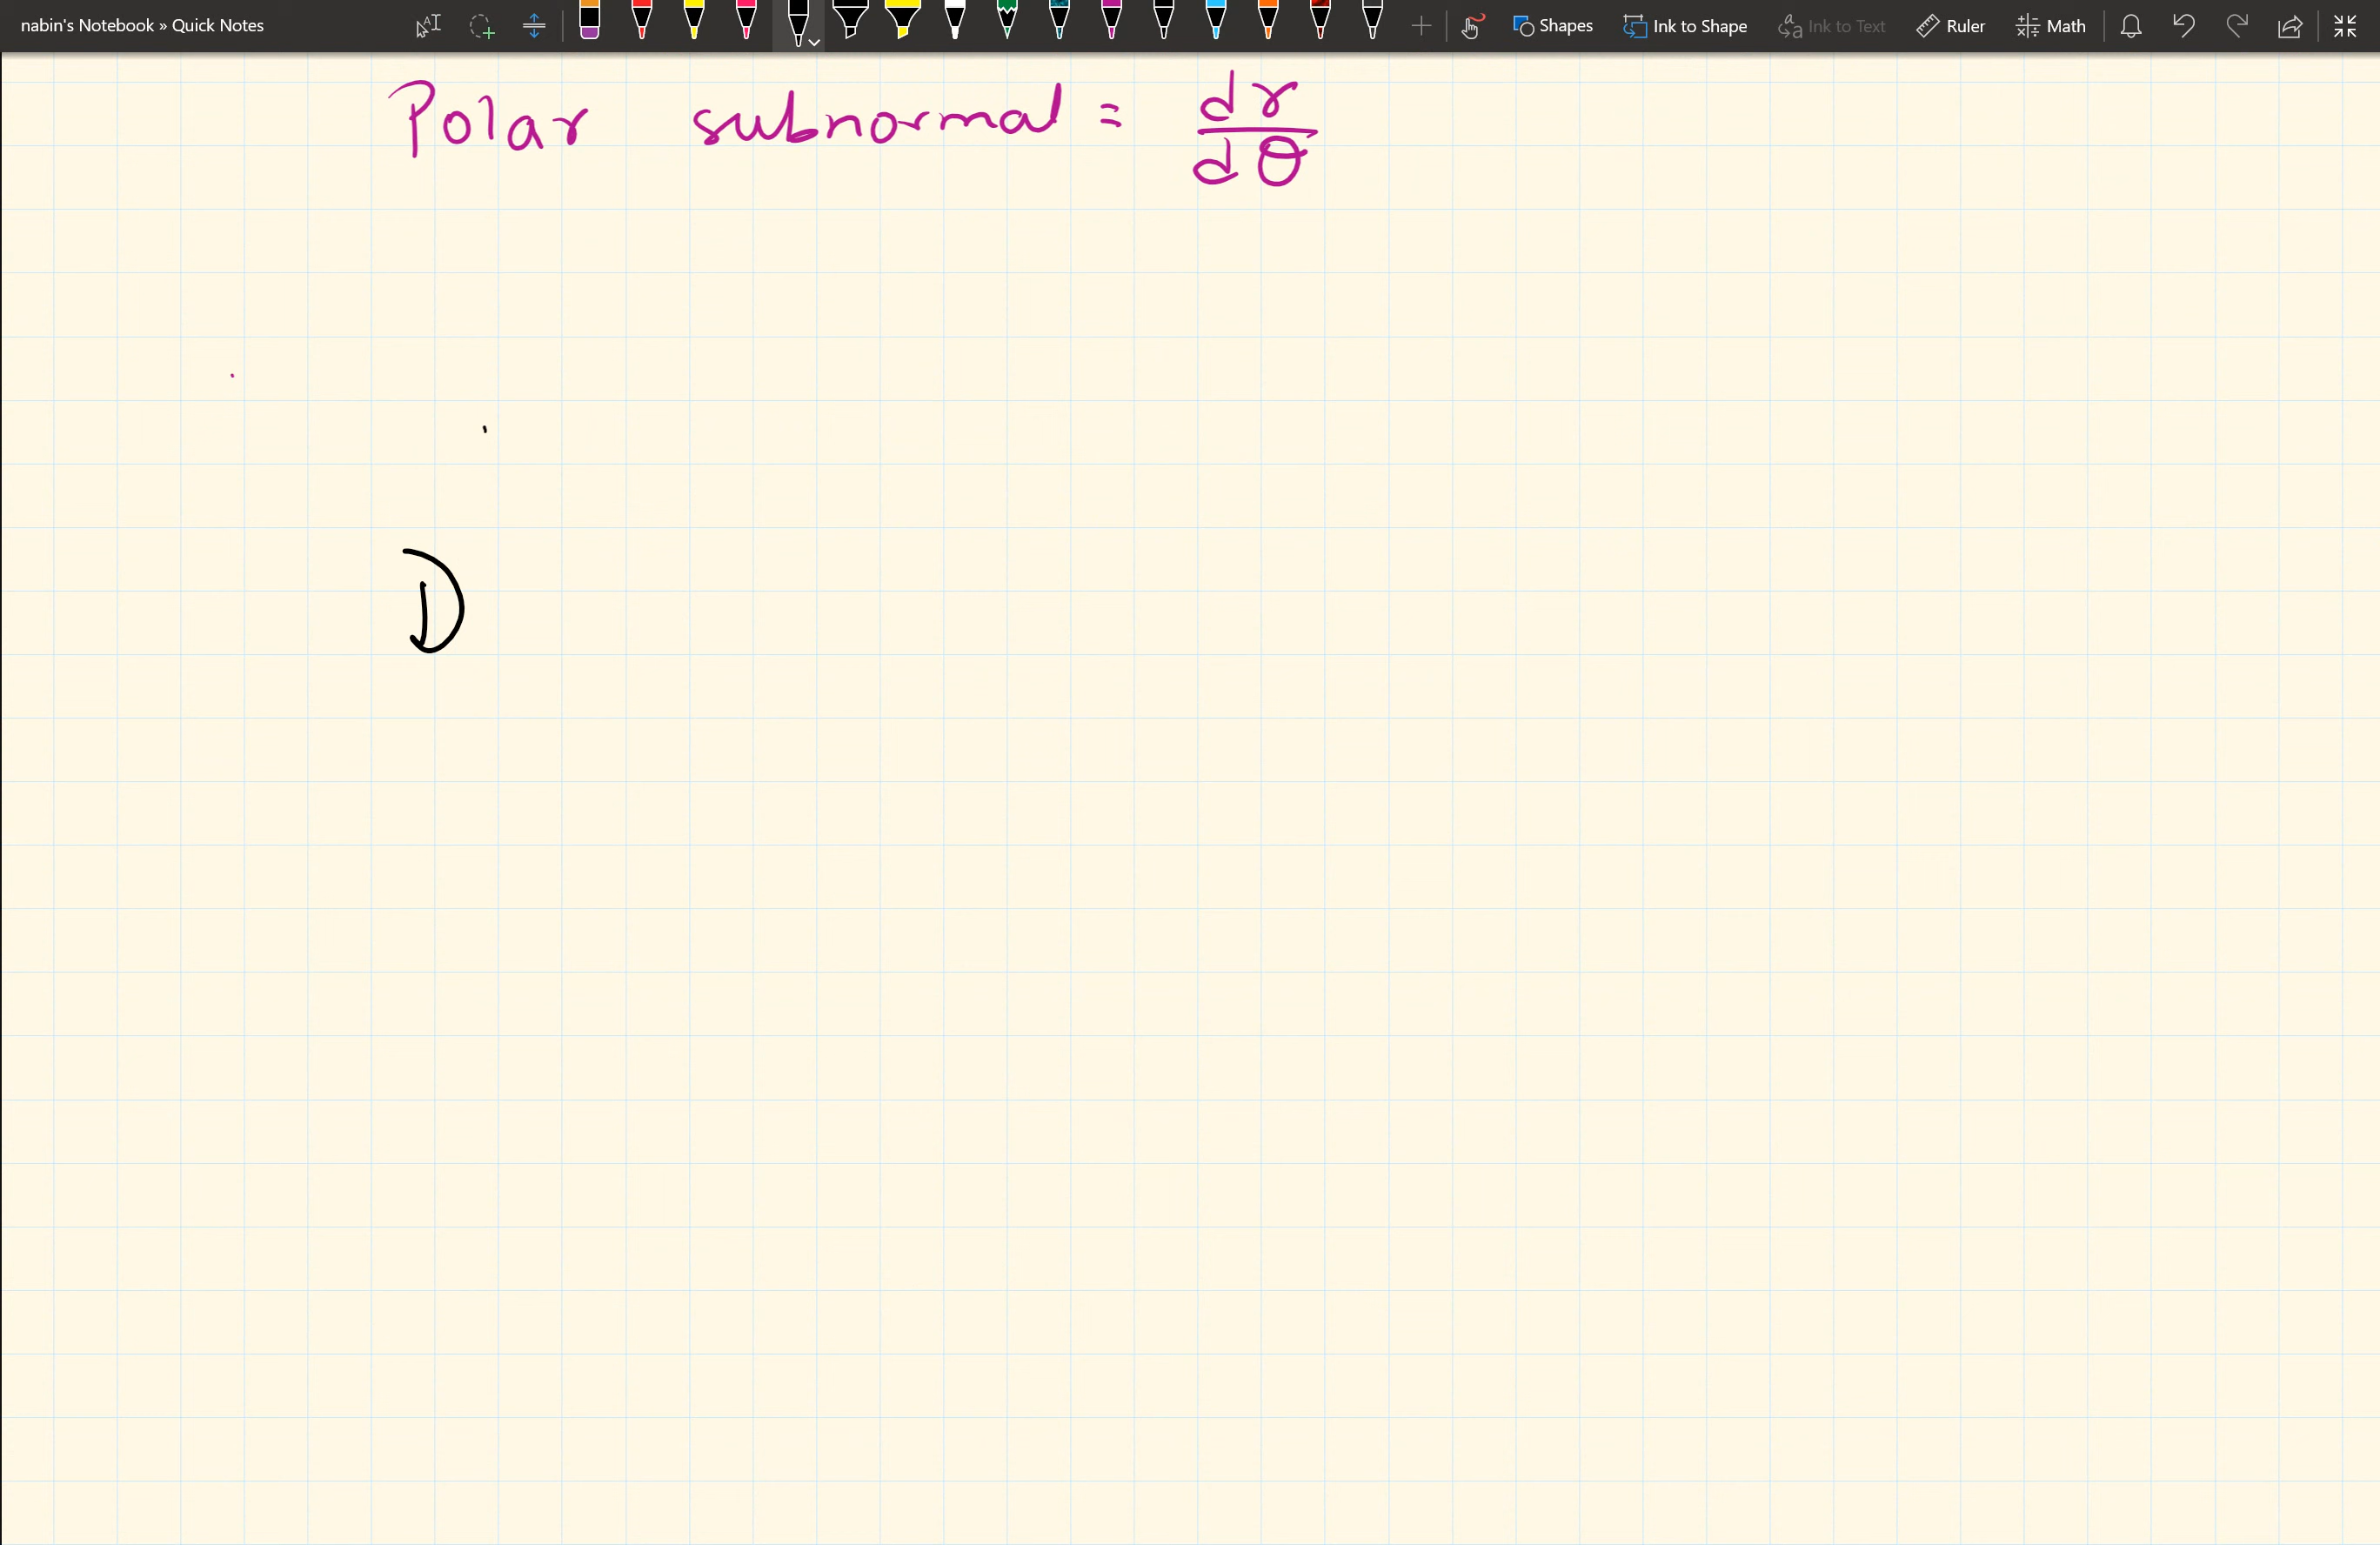 nabin's Notebook » Quick Notes Shapes Ink to Shape Ink to Text Ruler Math
Polar subnormal = dr/dθ
D